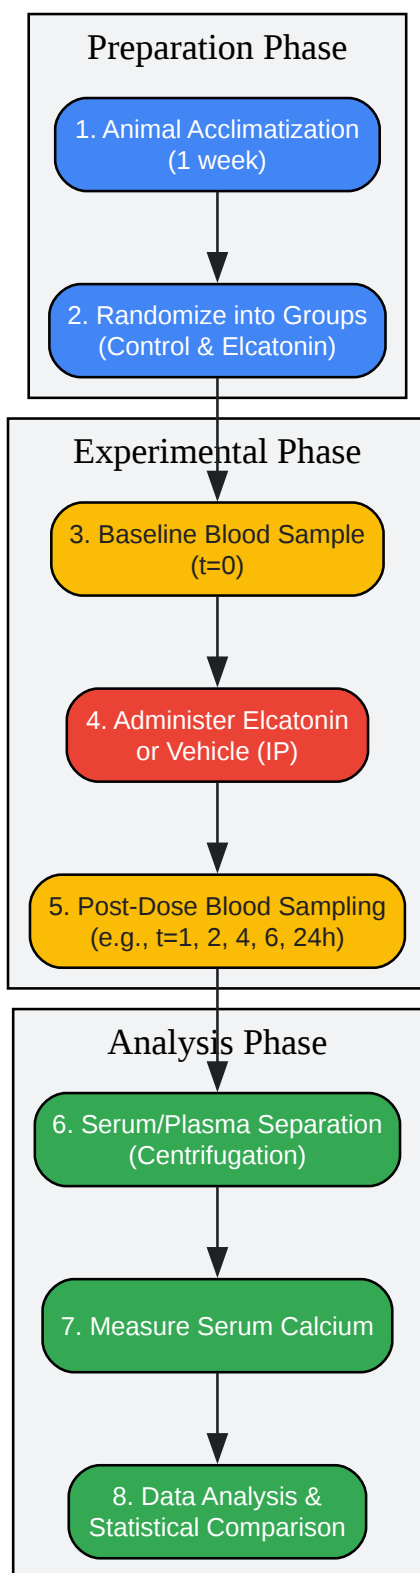 Preparation Phase
1. Animal Acclimatization
(1 week)
2. Randomize into Groups
(Control & Elcatonin)
Experimental Phase
3. Baseline Blood Sample
(t=0)
4. Administer Elcatonin
or Vehicle (IP)
5. Post-Dose Blood Sampling
(e.g., t=1, 2, 4, 6, 24h)
Analysis Phase
6. Serum/Plasma Separation
(Centrifugation)
7. Measure Serum Calcium
8. Data Analysis &
Statistical Comparison